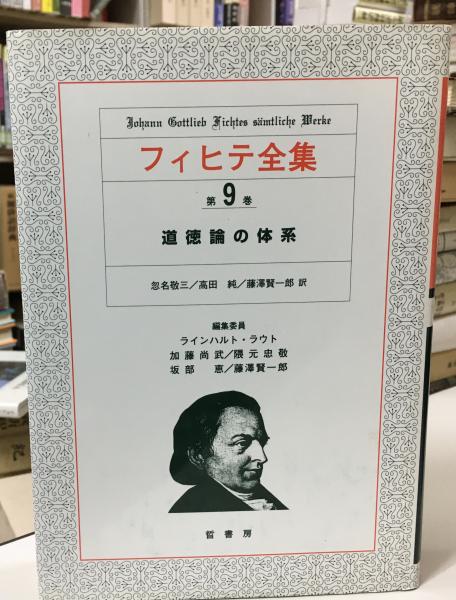 Johann Gottlieb Fichtes sämtliche Werke
フィヒテ全集
第9巻
道徳論の体系
忽名敬三／高田 純／藤澤賢一郎 訳
編集委員
ラインハルト・ラウト
加藤尚武／隈元忠敬
坂部 恵／藤澤賢一郎
晢書房